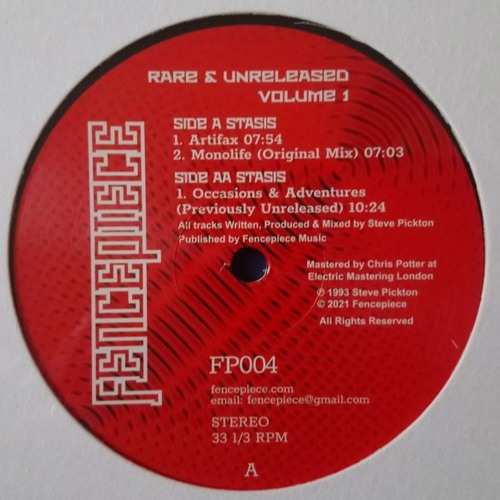 RARE & UNRELEASED
VOLUME 1
SIDE A STASIS
1. Artifax 07:54
2. Monolife (Original Mix) 07:03
SIDE AA STASIS
1. Occasions & Adventures
(Previously Unreleased) 10:24
All tracks Written, Produced & Mixed by Steve Pickton
Published by Fencepiece Music
Mastered by Chris Potter at
Electric Mastering London
℗ 1993 Steve Pickton
© 2021 Fencepiece
All Rights Reserved
FENCEPIECE
FP004
fencepiece.com
email: fencepiece@gmail.com
STEREO
33 1/3 RPM
A